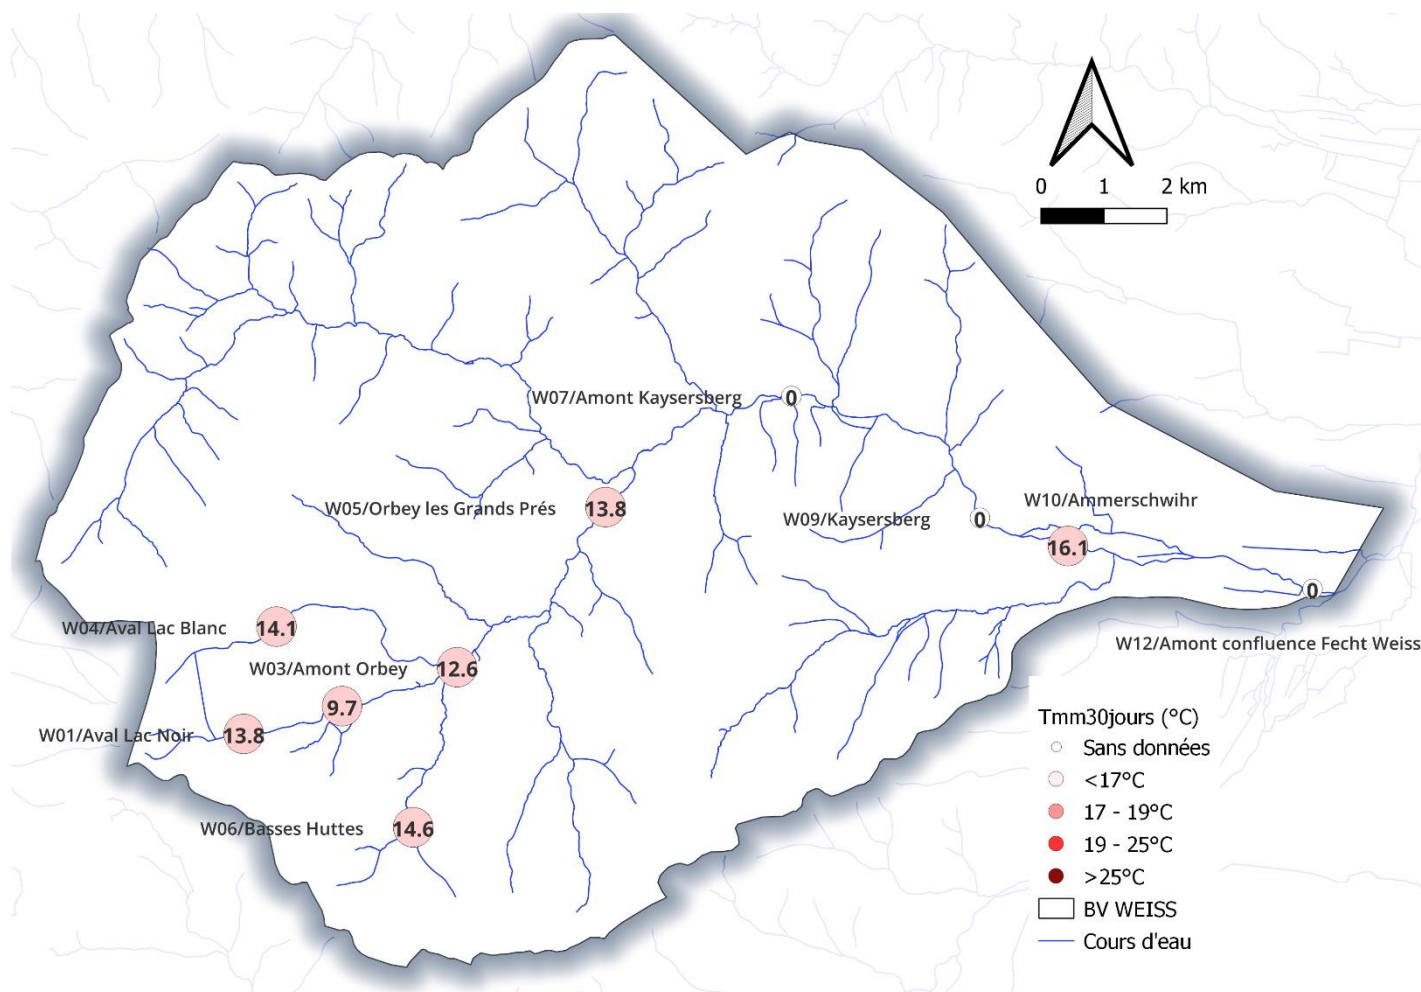 0 1 2 km
W07/Amont Kaysersberg
0
W05/Orbey les Grands Prés
13.8
W10/Ammerschwihr
W09/Kaysersberg
0
16.1
0
W04/Aval Lac Blanc
14.1
W12/Amont confluence Fecht Weiss
W03/Amont Orbey
12.6
9.7
W01/Aval Lac Noir
13.8
W06/Basses Huttes
14.6
Tmm30jours (°C)
Sans données
<17°C
17 - 19°C
19 - 25°C
>25°C
BV WEISS
Cours d'eau